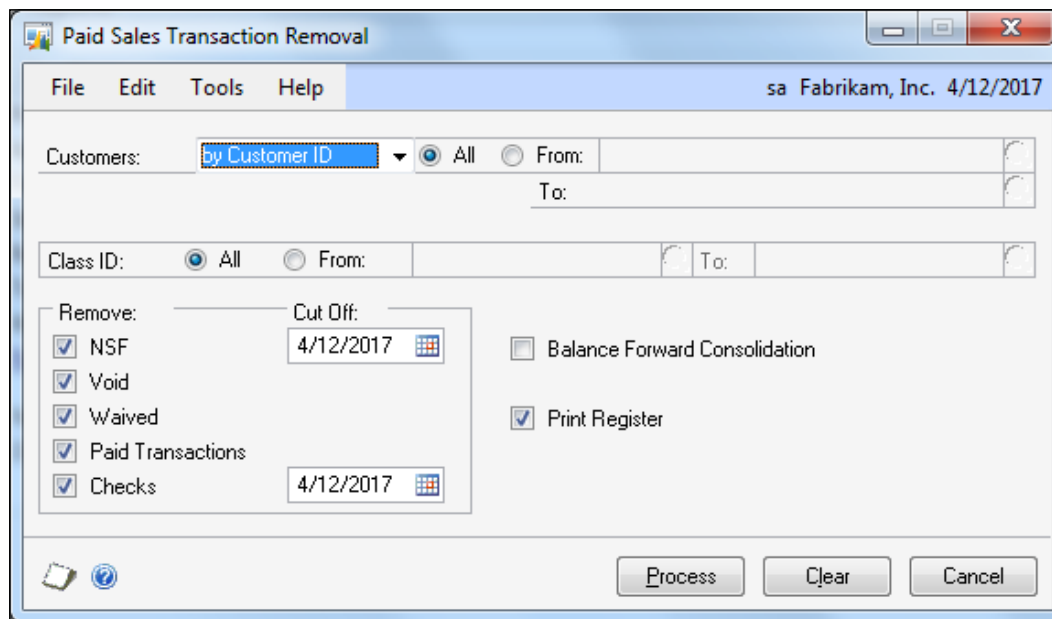 Paid Sales Transaction Removal
File Edit Tools Help sa Fabrikam, Inc. 4/12/2017
Customers: by Customer ID All From:
To:
Class ID: All From: To:
Remove: Cut Off:
NSF 4/12/2017 Balance Forward Consolidation
Void
Waived Print Register
Paid Transactions
Checks 4/12/2017
Process Clear Cancel